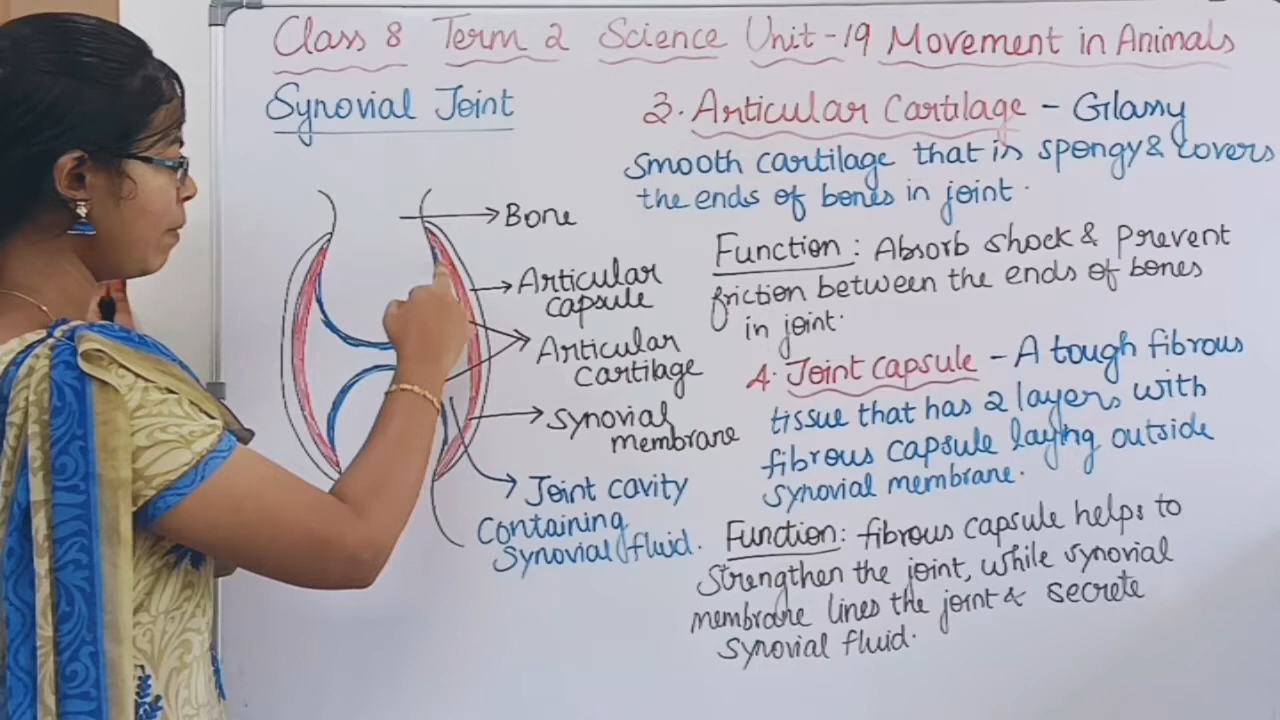 Class 8 Term 2 Science Unit-19 Movement in Animals
Synovial Joint
Bone
Articular
capsule
Articular
Cartilage
Synovial
membrane
Joint cavity
Containing
Synovial fluid.
3. Articular Cartilage - Glassy
smooth cartilage that is spongy & covers
the ends of bones in joint.
Function : Absorb shock & prevent
friction between the ends of bones
in joint.
4. Joint capsule - A tough fibrous
tissue that has 2 layers with
fibrous capsule laying outside
synovial membrane.
Function : fibrous capsule helps to
strengthen the joint, while synovial
membrane lines the joint & secrete
synovial fluid.